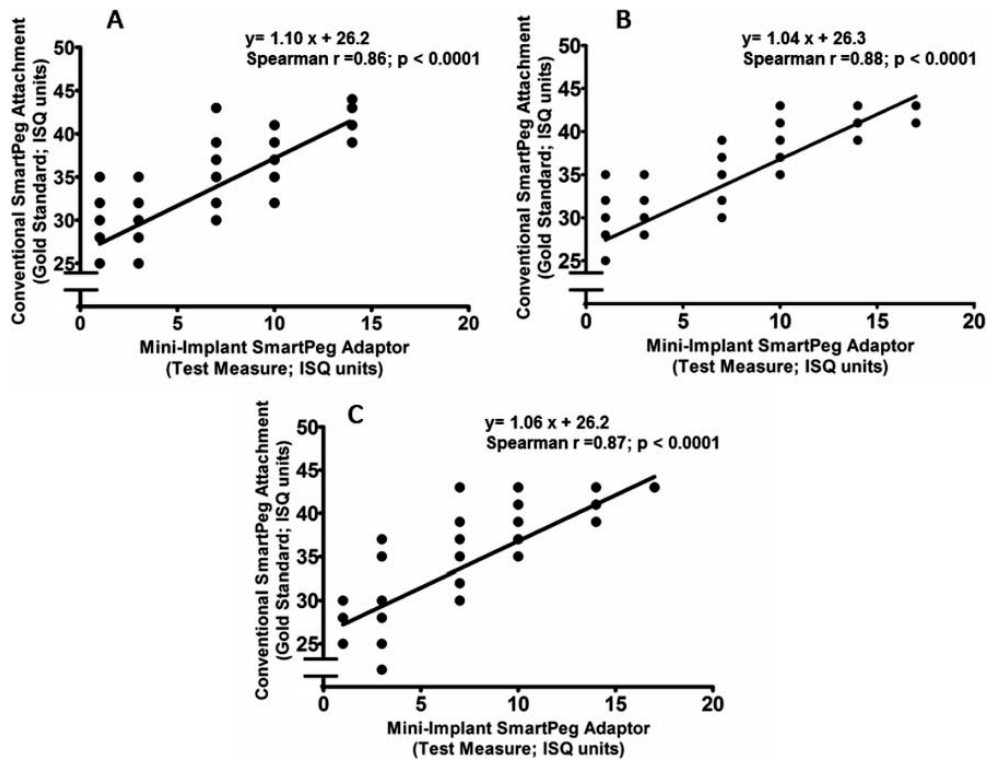 A
y= 1.10 x + 26.2
Spearman r =0.86; p < 0.0001
Conventional SmartPeg Attachment
(Gold Standard; ISQ units)
50
45
40
35
30
25
0
5
10
15
20
Mini-Implant SmartPeg Adaptor
(Test Measure; ISQ units)
B
y= 1.04 x + 26.3
Spearman r =0.88; p < 0.0001
Conventional SmartPeg Attachment
(Gold Standard; ISQ units)
50
45
40
35
30
25
0
5
10
15
20
Mini-Implant SmartPeg Adaptor
(Test Measure; ISQ units)
C
y= 1.06 x + 26.2
Spearman r =0.87; p < 0.0001
Conventional SmartPeg Attachment
(Gold Standard; ISQ units)
50
45
40
35
30
25
0
5
10
15
20
Mini-Implant SmartPeg Adaptor
(Test Measure; ISQ units)